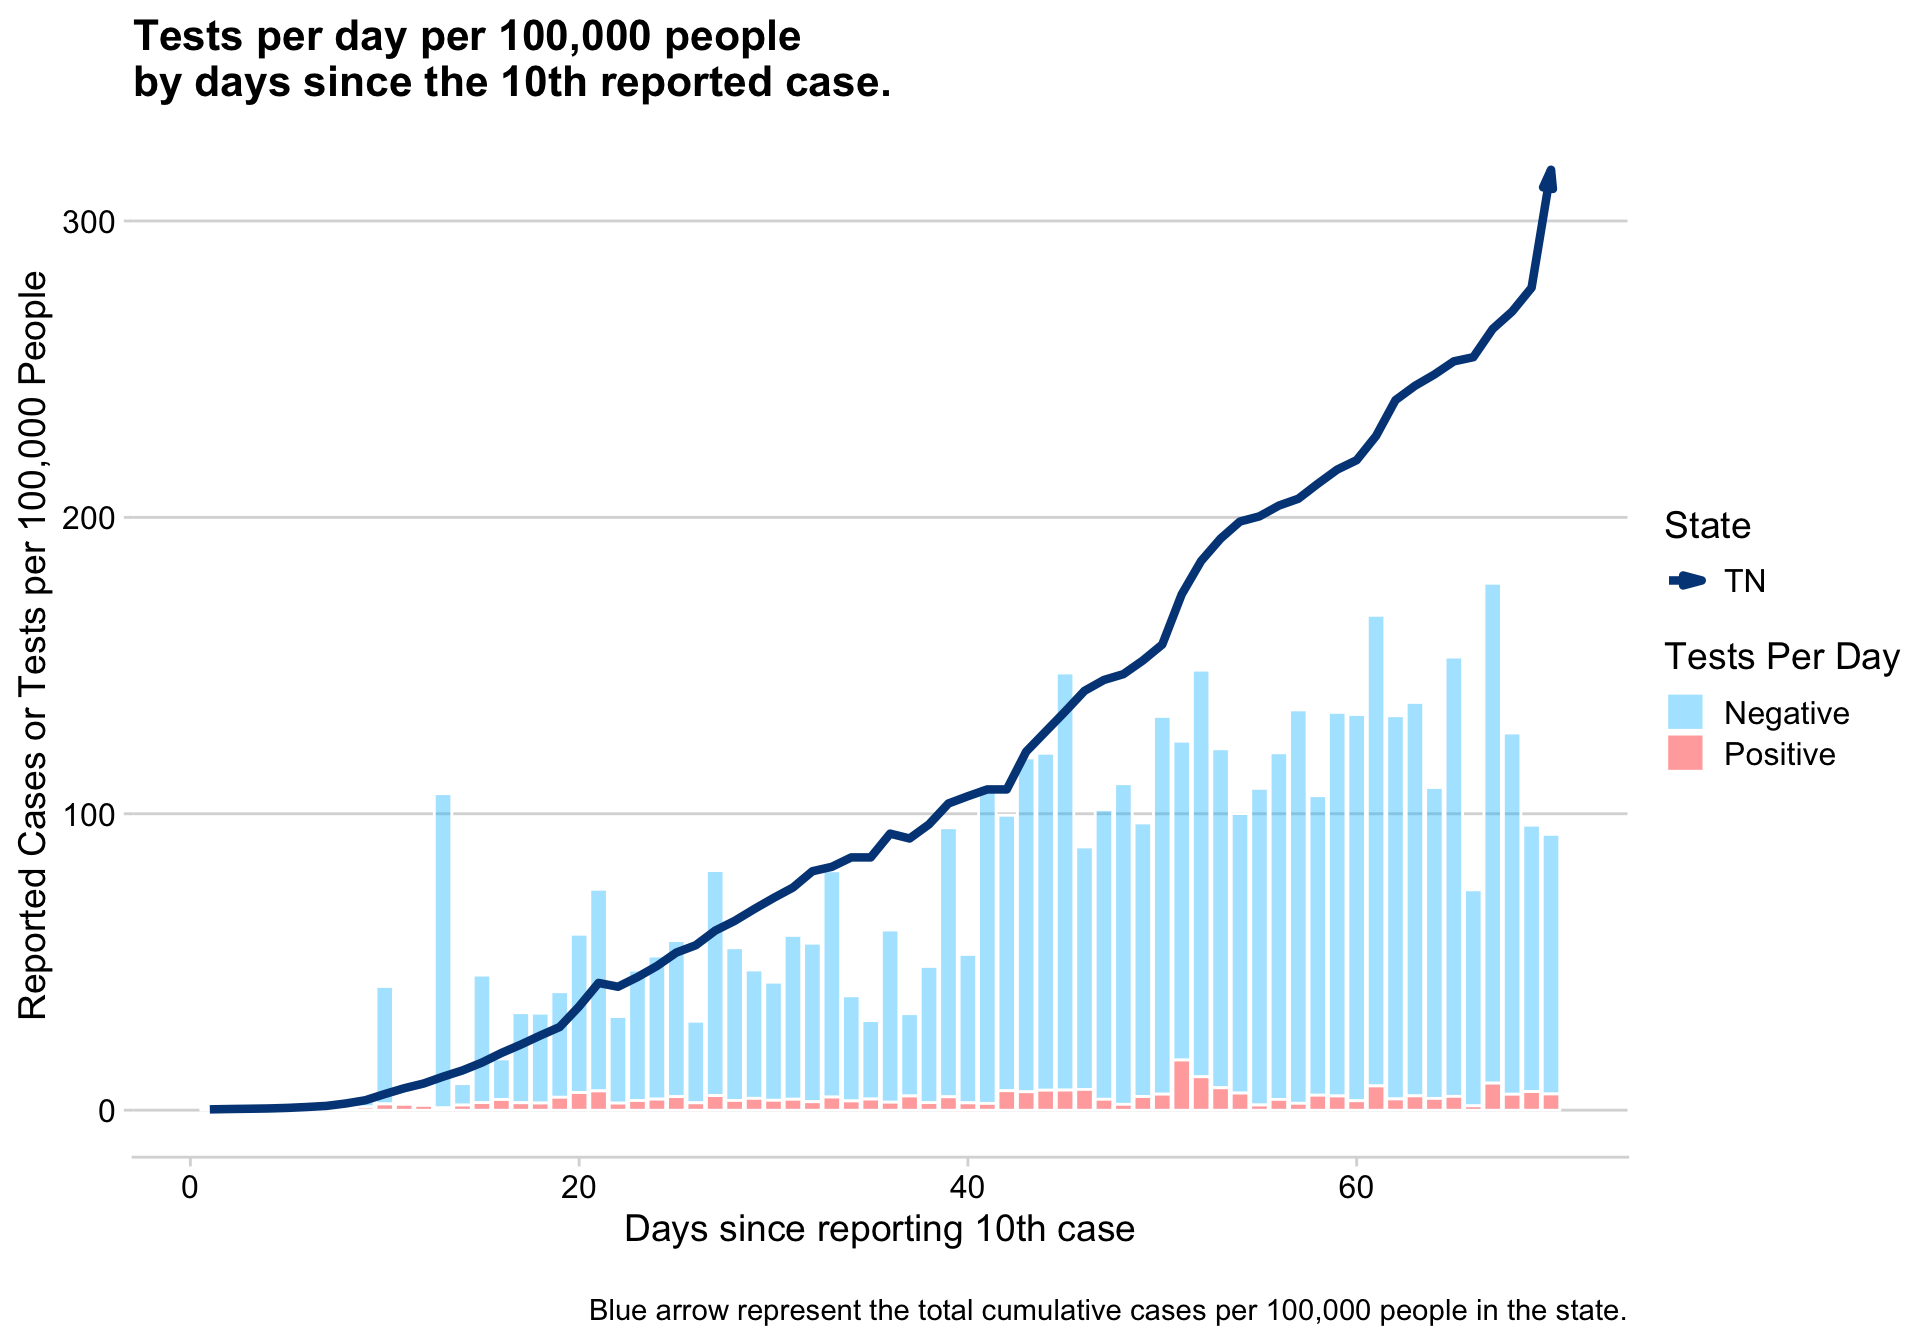 Tests per day per 100,000 people
by days since the 10th reported case.
Reported Cases or Tests per 100,000 People
300
200
100
0
0
20
40
60
Days since reporting 10th case
State
TN
Tests Per Day
Negative
Positive
Blue arrow represent the total cumulative cases per 100,000 people in the state.